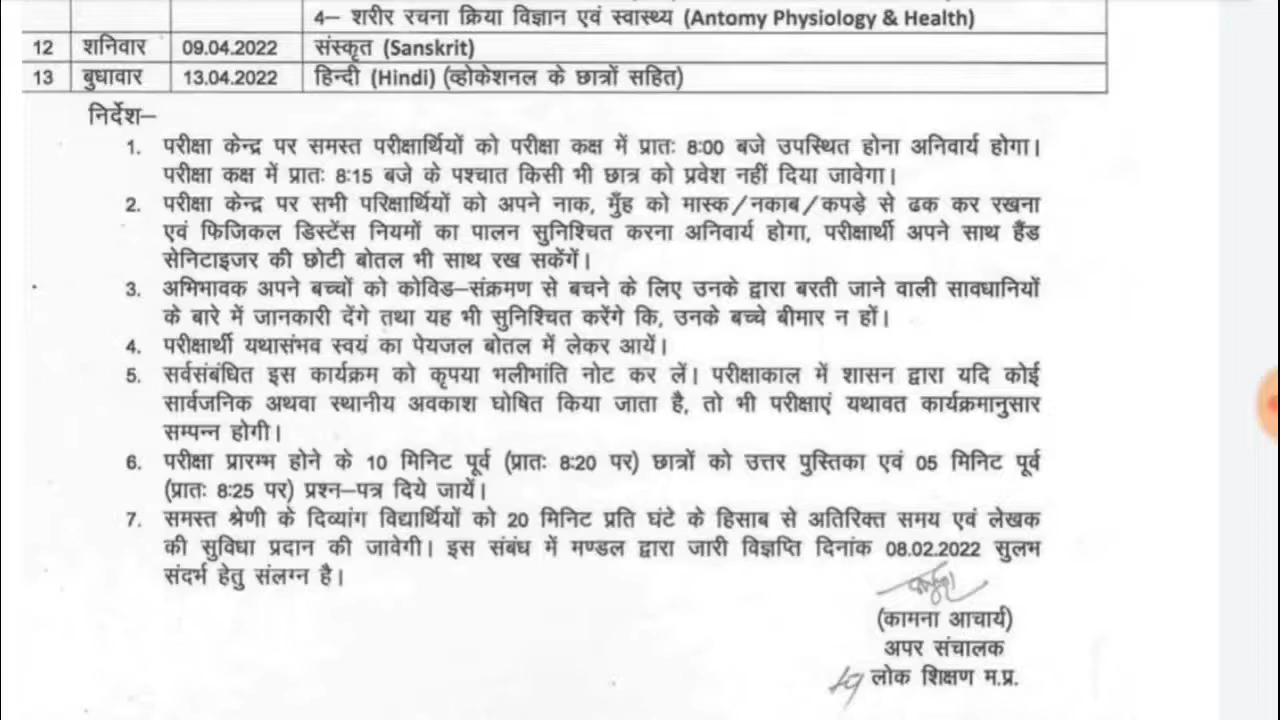 4– शरीर रचना क्रिया विज्ञान एवं स्वास्थ्य (Antomy Physiology & Health)
12 शनिवार 09.04.2022 संस्कृत (Sanskrit)
13 बुधावार 13.04.2022 हिन्दी (Hindi) (व्होकेशनल के छात्रों सहित)
निर्देश–
1. परीक्षा केन्द्र पर समस्त परीक्षार्थियों को परीक्षा कक्ष में प्रातः 8:00 बजे उपस्थित होना अनिवार्य होगा।
परीक्षा कक्ष में प्रातः 8:15 बजे के पश्चात किसी भी छात्र को प्रवेश नहीं दिया जावेगा।
2. परीक्षा केन्द्र पर सभी परिक्षार्थियों को अपने नाक, मुँह को मास्क/नकाब/कपड़े से ढक कर रखना
एवं फिजिकल डिस्टेंस नियमों का पालन सुनिश्चित करना अनिवार्य होगा, परीक्षार्थी अपने साथ हैंड
सेनिटाइजर की छोटी बोतल भी साथ रख सकेंगें।
3. अभिभावक अपने बच्चों को कोविड–संक्रमण से बचने के लिए उनके द्वारा बरती जाने वाली सावधानियों
के बारे में जानकारी देंगे तथा यह भी सुनिश्चित करेंगे कि, उनके बच्चे बीमार न हों।
4. परीक्षार्थी यथासंभव स्वयं का पेयजल बोतल में लेकर आयें।
5. सर्वसंबंधित इस कार्यक्रम को कृपया भलीभांति नोट कर लें। परीक्षाकाल में शासन द्वारा यदि कोई
सार्वजनिक अथवा स्थानीय अवकाश घोषित किया जाता है, तो भी परीक्षाएं यथावत कार्यक्रमानुसार
सम्पन्न होगी।
6. परीक्षा प्रारम्भ होने के 10 मिनिट पूर्व (प्रातः 8:20 पर) छात्रों को उत्तर पुस्तिका एवं 05 मिनिट पूर्व
(प्रातः 8:25 पर) प्रश्न–पत्र दिये जायें।
7. समस्त श्रेणी के दिव्यांग विद्यार्थियों को 20 मिनिट प्रति घंटे के हिसाब से अतिरिक्त समय एवं लेखक
की सुविधा प्रदान की जावेगी। इस संबंध में मण्डल द्वारा जारी विज्ञप्ति दिनांक 08.02.2022 सुलभ
संदर्भ हेतु संलग्न है।
(कामना आचार्य)
अपर संचालक
लोक शिक्षण म.प्र.